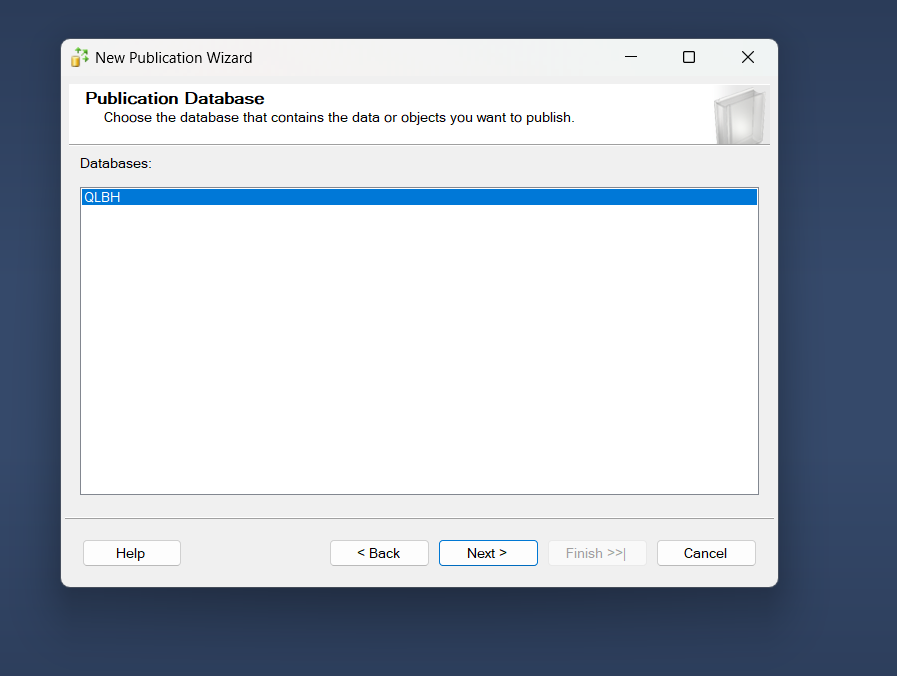 New Publication Wizard
Publication Database
Choose the database that contains the data or objects you want to publish.
Databases:
QLBH
Help
< Back
Next >
Finish >>|
Cancel